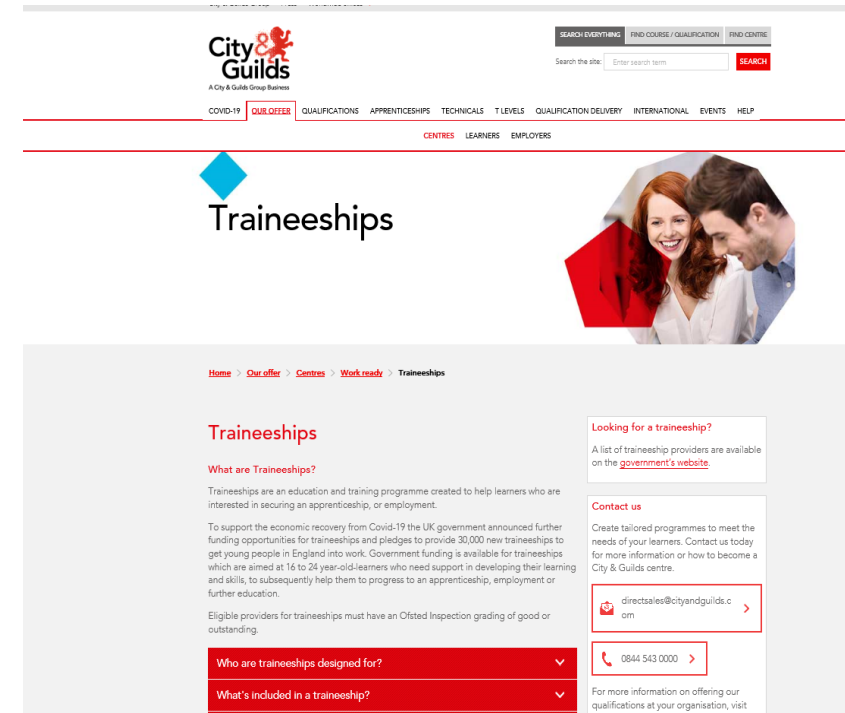 City & Guilds Group Press Worldwide offices
SEARCH EVERYTHING FIND COURSE / QUALIFICATION FIND CENTRE
City&
Guilds
A City & Guilds Group Business
Search the site: Enter search term SEARCH
COVID-19 OUR OFFER QUALIFICATIONS APPRENTICESHIPS TECHNICALS T LEVELS QUALIFICATION DELIVERY INTERNATIONAL EVENTS HELP
CENTRES LEARNERS EMPLOYERS
Traineeships
Home > Our offer > Centres > Work ready > Traineeships
Traineeships
What are Traineeships?
Traineeships are an education and training programme created to help learners who are
interested in securing an apprenticeship, or employment.
To support the economic recovery from Covid-19 the UK government announced further
funding opportunities for traineeships and pledges to provide 30,000 new traineeships to
get young people in England into work. Government funding is available for traineeships
which are aimed at 16 to 24 year-old-learners who need support in developing their learning
and skills, to subsequently help them to progress to an apprenticeship, employment or
further education.
Eligible providers for traineeships must have an Ofsted Inspection grading of good or
outstanding.
Who are traineeships designed for?
What's included in a traineeship?
Looking for a traineeship?
A list of traineeship providers are available
on the government's website.
Contact us
Create tailored programmes to meet the
needs of your learners. Contact us today
for more information or how to become a
City & Guilds centre.
directsales@cityandguilds.c
om
0844 543 0000
For more information on offering our
qualifications at your organisation, visit